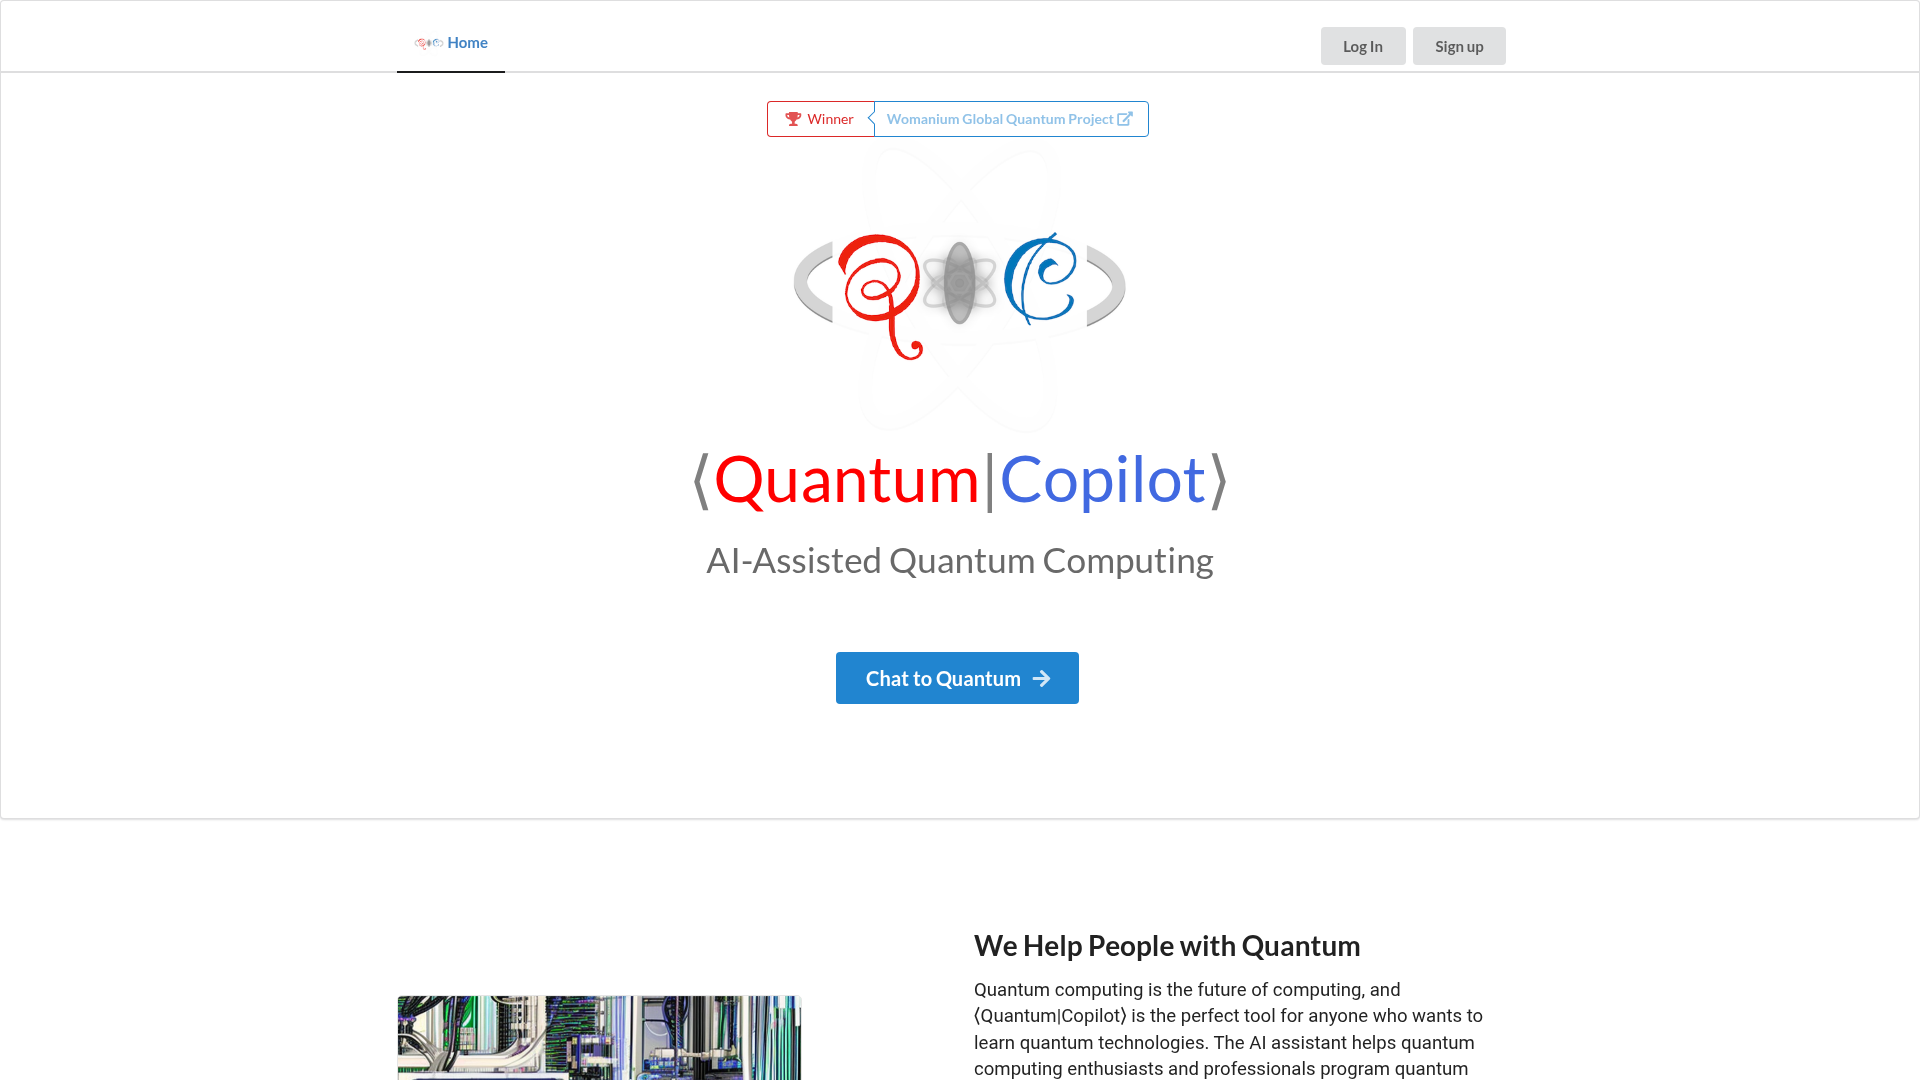 Home
Log In
Sign up
Winner
Womanium Global Quantum Project
Q C
⟨Quantum|Copilot⟩
AI-Assisted Quantum Computing
Chat to Quantum
We Help People with Quantum
Quantum computing is the future of computing, and
⟨Quantum|Copilot⟩ is the perfect tool for anyone who wants to
learn quantum technologies. The AI assistant helps quantum
computing enthusiasts and professionals program quantum